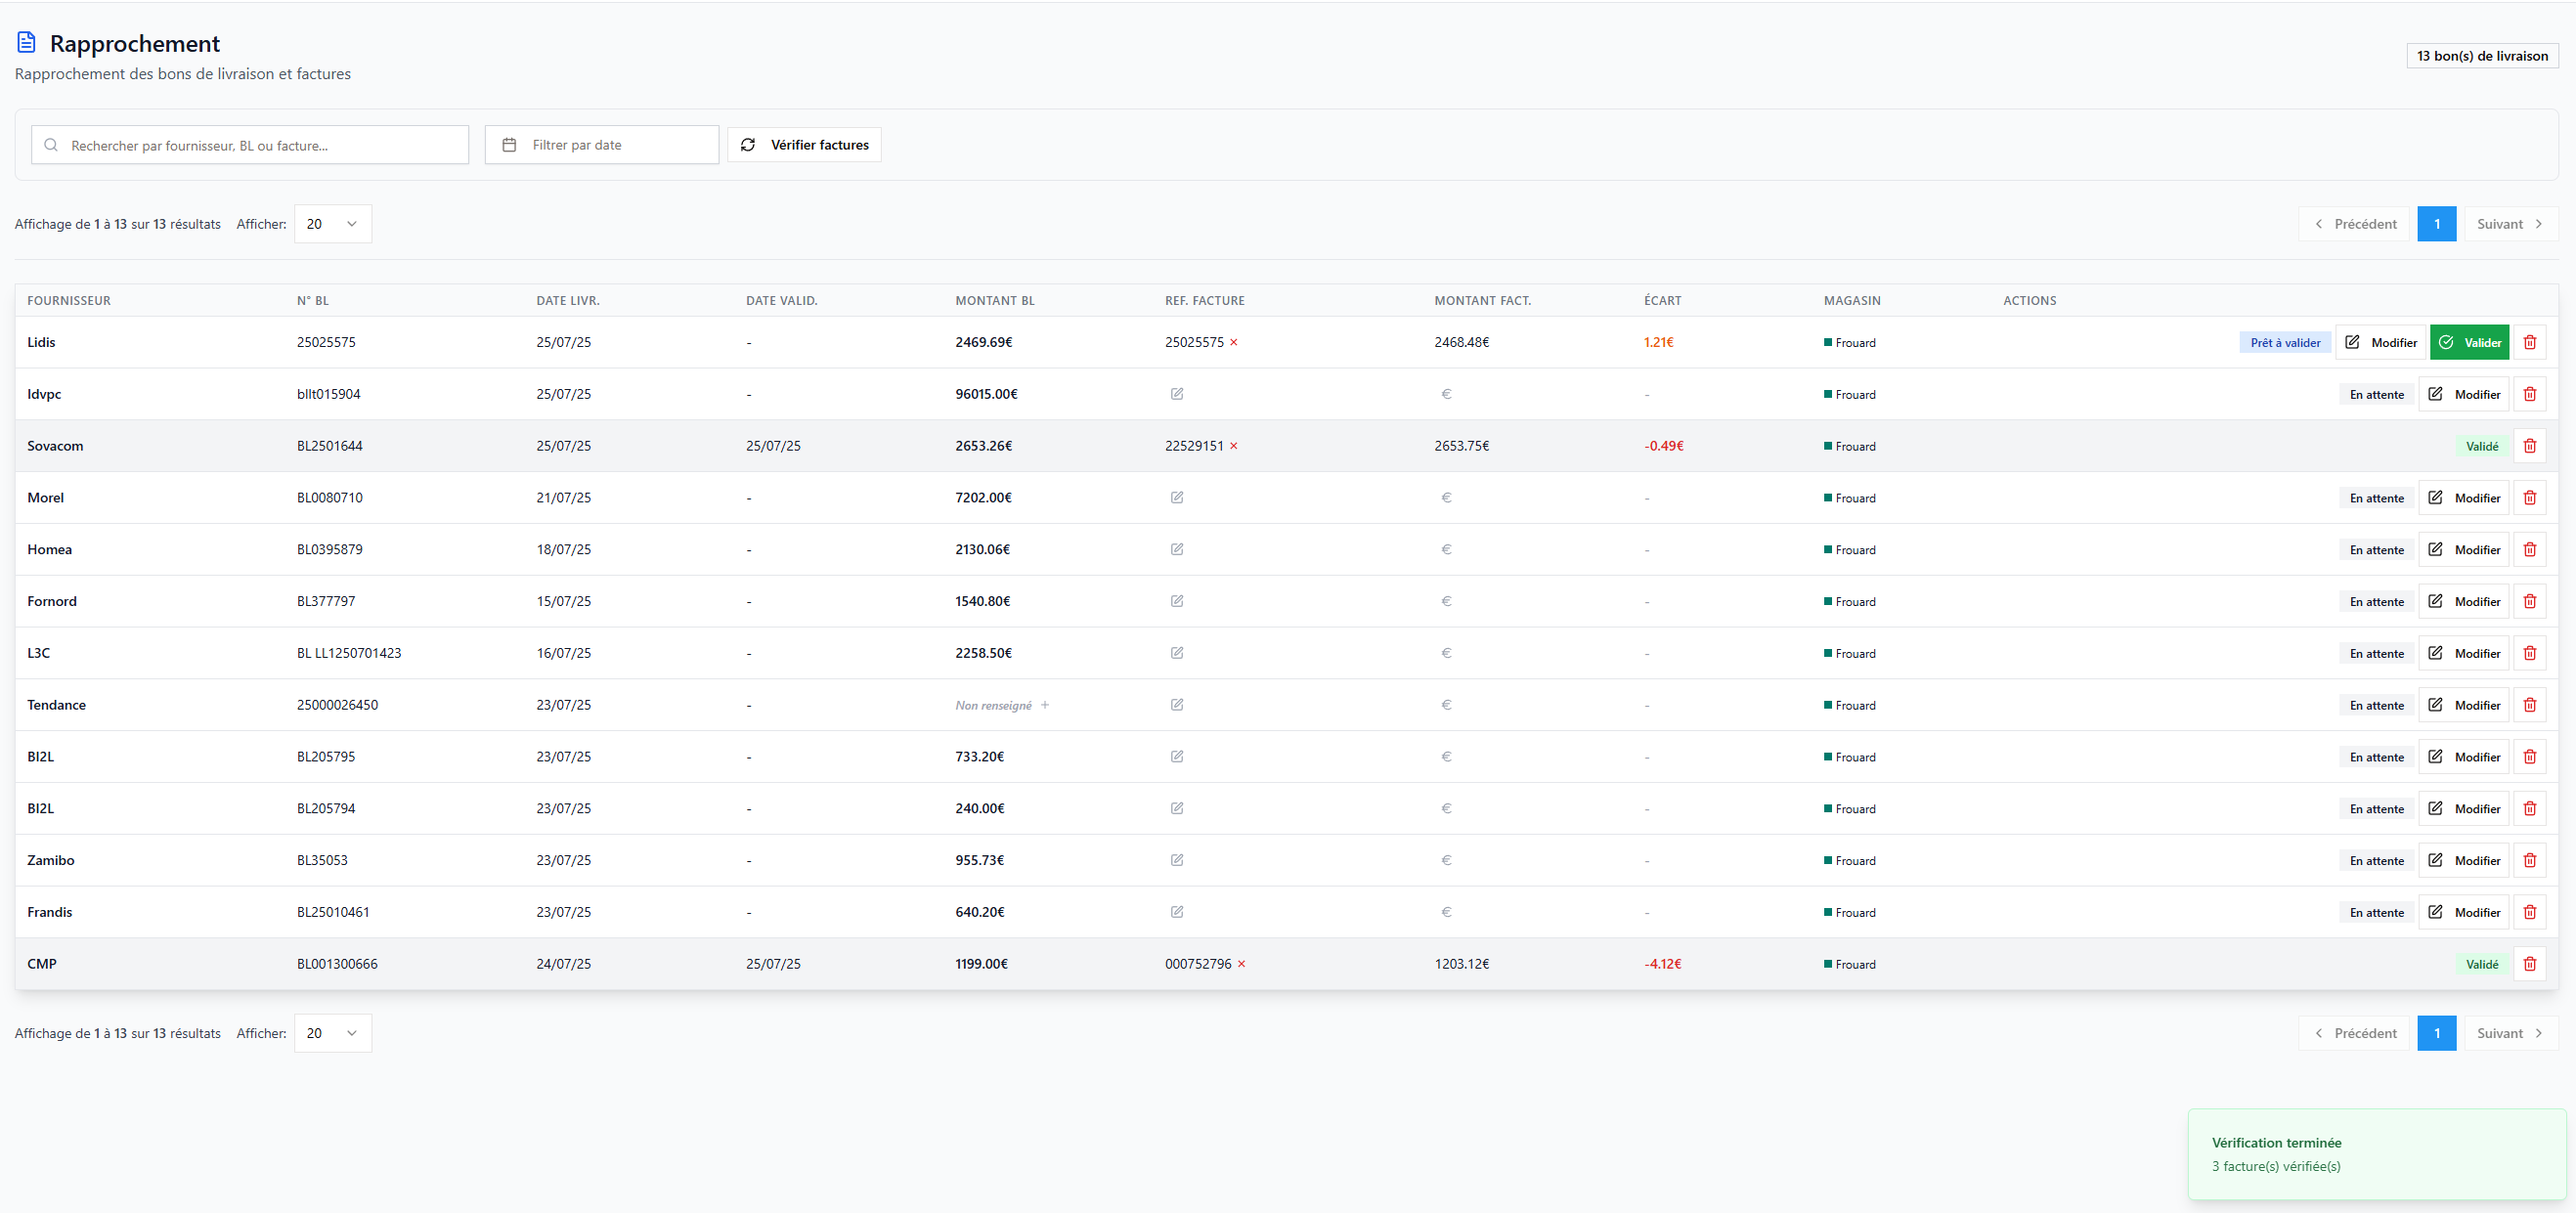 Rapprochement
Rapprochement des bons de livraison et factures
13 bon(s) de livraison
Rechercher par fournisseur, BL ou facture...
Filtrer par date
Vérifier factures
Affichage de 1 à 13 sur 13 résultats Afficher: 20
Précédent 1 Suivant
FOURNISSEUR N° BL DATE LIVR. DATE VALID. MONTANT BL REF. FACTURE MONTANT FACT. ÉCART MAGASIN ACTIONS
Lidis 25025575 25/07/25 - 2469.69€ 25025575 × 2468.48€ 1.21€ Frouard Prêt à valider Modifier Valider
Idvpc bllt015904 25/07/25 - 96015.00€ € - Frouard En attente Modifier
Sovacom BL2501644 25/07/25 25/07/25 2653.26€ 22529151 × 2653.75€ -0.49€ Frouard Validé
Morel BL0080710 21/07/25 - 7202.00€ € - Frouard En attente Modifier
Homea BL0395879 18/07/25 - 2130.06€ € - Frouard En attente Modifier
Fornord BL377797 15/07/25 - 1540.80€ € - Frouard En attente Modifier
L3C BL LL1250701423 16/07/25 - 2258.50€ € - Frouard En attente Modifier
Tendance 25000026450 23/07/25 - Non renseigné + € - Frouard En attente Modifier
BI2L BL205795 23/07/25 - 733.20€ € - Frouard En attente Modifier
BI2L BL205794 23/07/25 - 240.00€ € - Frouard En attente Modifier
Zamibo BL35053 23/07/25 - 955.73€ € - Frouard En attente Modifier
Frandis BL25010461 23/07/25 - 640.20€ € - Frouard En attente Modifier
CMP BL001300666 24/07/25 25/07/25 1199.00€ 000752796 × 1203.12€ -4.12€ Frouard Validé
Affichage de 1 à 13 sur 13 résultats Afficher: 20
Précédent 1 Suivant
Vérification terminée
3 facture(s) vérifiée(s)